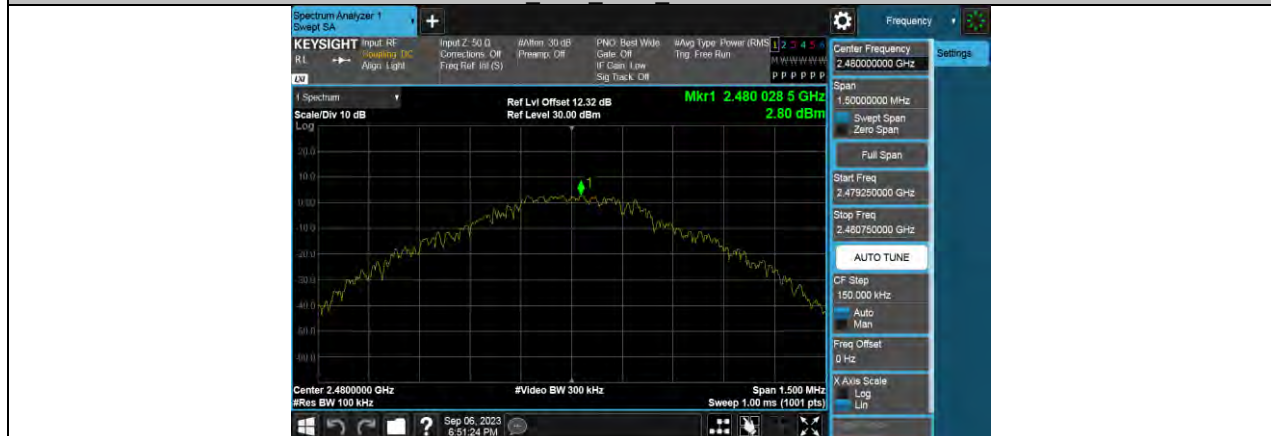 Spectrum Analyzer 1
Swept SA
Frequency
KEYSIGHT
RL
LXI
Input: RF
Coupling: DC
Align: Light
Input Z: 50 Ω
Corrections: Off
Freq Ref: Int (S)
#Atten: 30 dB
Preamp: Off
PNO: Best Wide
Gate: Off
IF Gain: Low
Sig Track: Off
#Avg Type: Power (RMS
Trig: Free Run
1 2 3 4 5 6
M W W W W W
P P P P P P
Center Frequency
2.480000000 GHz
Settings
1 Spectrum
Scale/Div 10 dB
Log
Ref Lvl Offset 12.32 dB
Ref Level 30.00 dBm
Mkr1 2.480 028 5 GHz
2.80 dBm
Span
1.50000000 MHz
Swept Span
Zero Span
Full Span
Start Freq
2.479250000 GHz
Stop Freq
2.480750000 GHz
AUTO TUNE
CF Step
150.000 kHz
Auto
Man
Freq Offset
0 Hz
X Axis Scale
Log
Lin
20.0
10.0
0.00
-10.0
-20.0
-30.0
-40.0
-50.0
-60.0
1
Center 2.4800000 GHz
#Res BW 100 kHz
#Video BW 300 kHz
Span 1.500 MHz
Sweep 1.00 ms (1001 pts)
?
Sep 06, 2023
6:51:24 PM